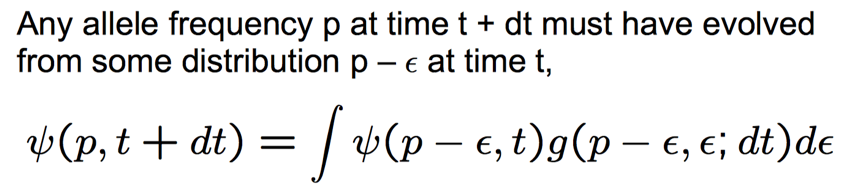 Any allele frequency p at time t + dt must have evolved
from some distribution p – ϵ at time t,
ψ(p, t + dt) = ∫ ψ(p − ϵ, t)g(p − ϵ, ϵ; dt)dϵ